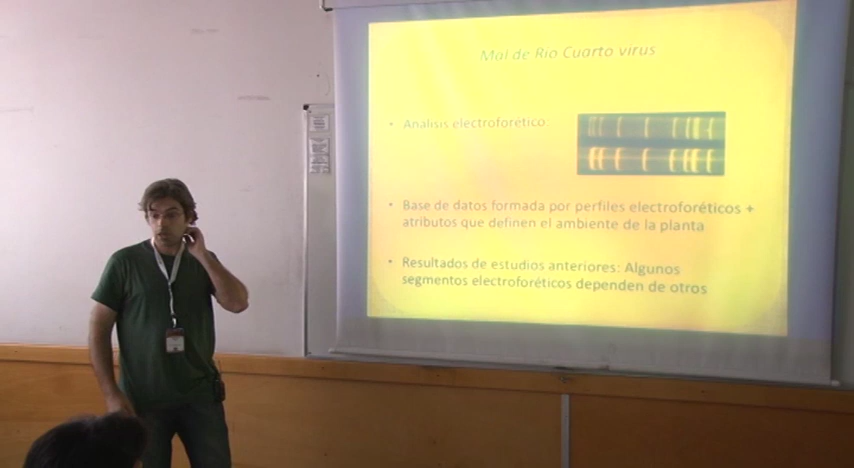 Mal de Rio Cuarto virus
• Análisis electroforético:
• Base de datos formada por perfiles electroforéticos +
atributos que definen el ambiente de la planta
• Resultados de estudios anteriores: Algunos
segmentos electroforéticos dependen de otros